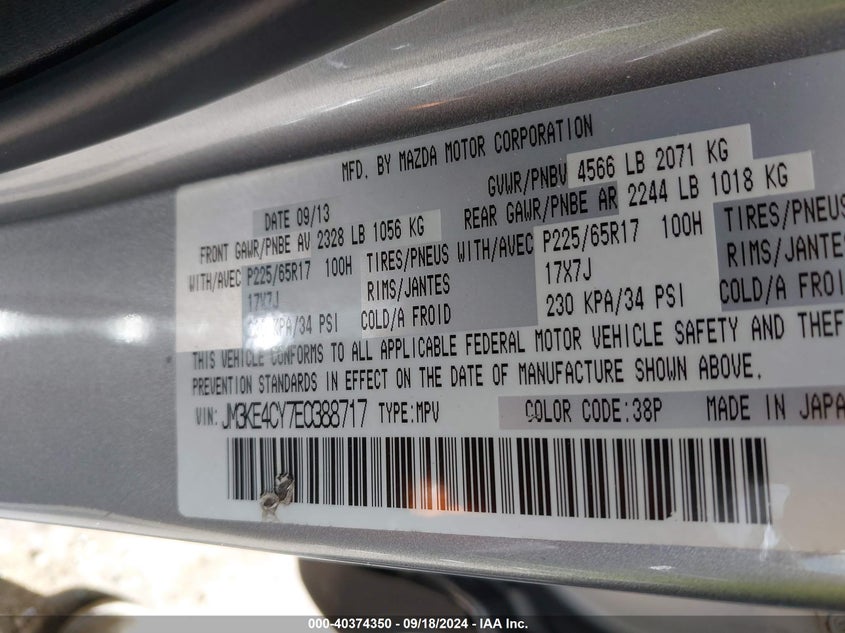 MFD. BY MAZDA MOTOR CORPORATION
DATE 09/13 GVWR/PNBV 4566 LB 2071 KG
FRONT GAWR/PNBE AV 2328 LB 1056 KG REAR GAWR/PNBE AR 2244 LB 1018 KG
WITH/AVEC P225/65R17 100H TIRES/PNEUS WITH/AVEC P225/65R17 100H TIRES/PNEUS
17X7J RIMS/JANTES 17X7J RIMS/JANTES
230 KPA/34 PSI COLD/A FROID 230 KPA/34 PSI COLD/A FROI
THIS VEHICLE CONFORMS TO ALL APPLICABLE FEDERAL MOTOR VEHICLE SAFETY AND THEF
PREVENTION STANDARDS IN EFFECT ON THE DATE OF MANUFACTURE SHOWN ABOVE.
VIN: JM3KE4CY7E0388717 TYPE:MPV COLOR CODE:38P MADE IN JAPA
000-40374350 - 09/18/2024 - IAA Inc.